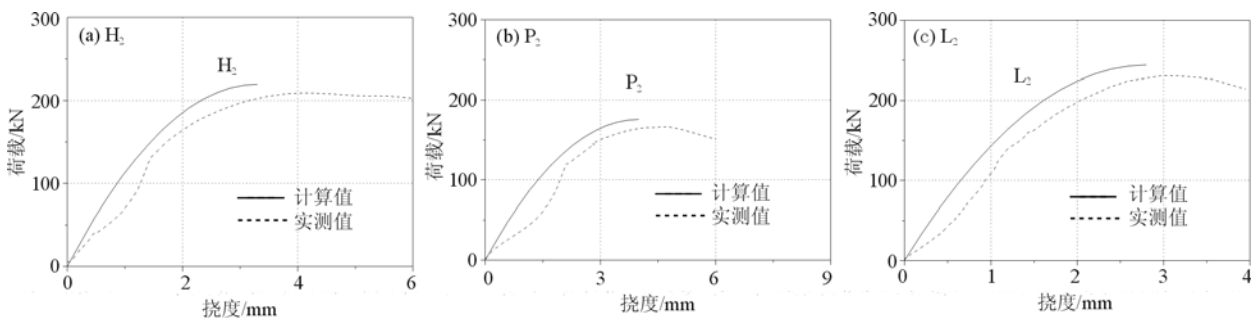 300
(a) H₂
H₂
200
荷载/kN
100
计算值
实测值
0
0 2 4 6
挠度/mm
300
(b) P₂
P₂
200
荷载/kN
100
计算值
实测值
0
0 3 6 9
挠度/mm
300
(c) L₂
L₂
200
荷载/kN
100
计算值
实测值
0
0 1 2 3 4
挠度/mm